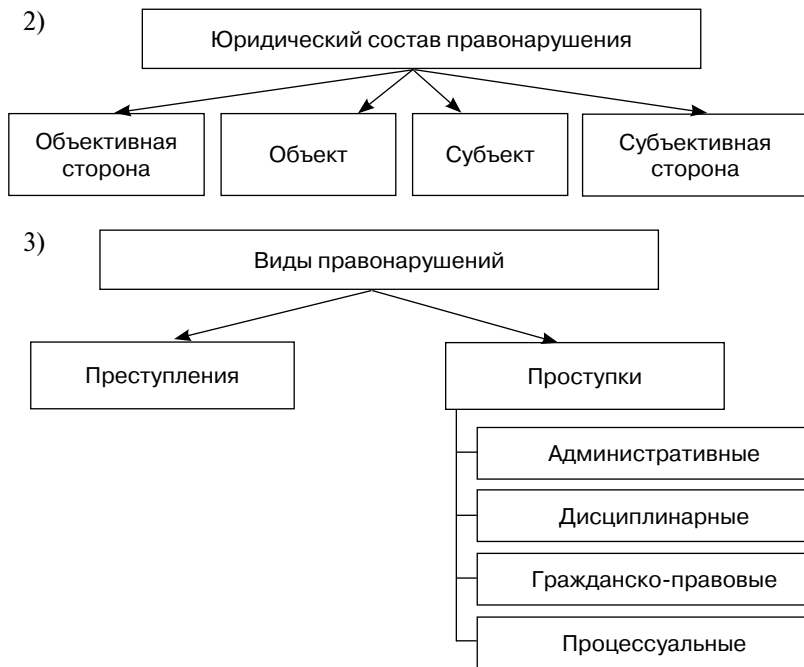 2)
Юридический состав правонарушения
Объективная
сторона
Объект
Субъект
Субъективная
сторона
3)
Виды правонарушений
Преступления
Проступки
Административные
Дисциплинарные
Гражданско-правовые
Процессуальные